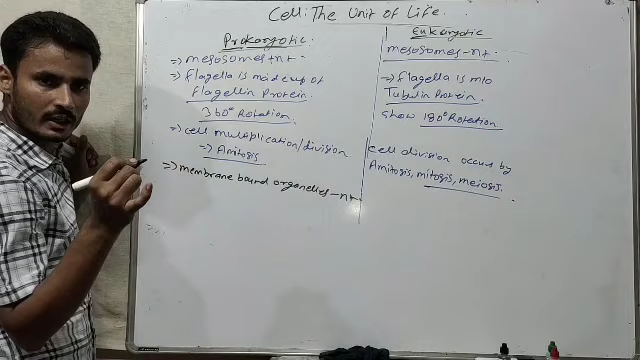 Cell: The Unit of Life.
Prokaryotic
⇒ mesosomes + nt.
⇒ flagella is made up of
flagellin Protein.
360° Rotation
⇒ cell multiplication/division
⇒ Amitosis
⇒ membrane bound organelles - nt
Eukaryotic
mesosomes - nt.
⇒ flagella is m/o
Tubulin Protein.
show 180° Rotation
cell division occurs by
Amitosis, mitosis, meiosis.